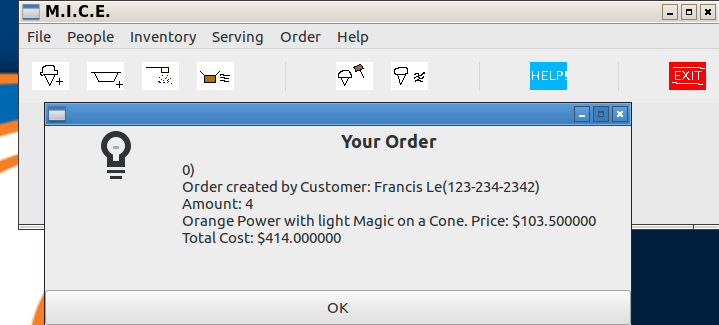 M.I.C.E.
File People Inventory Serving Order Help
HELP! EXIT
Your Order
0)
Order created by Customer: Francis Le(123-234-2342)
Amount: 4
Orange Power with light Magic on a Cone. Price: $103.500000
Total Cost: $414.000000
OK